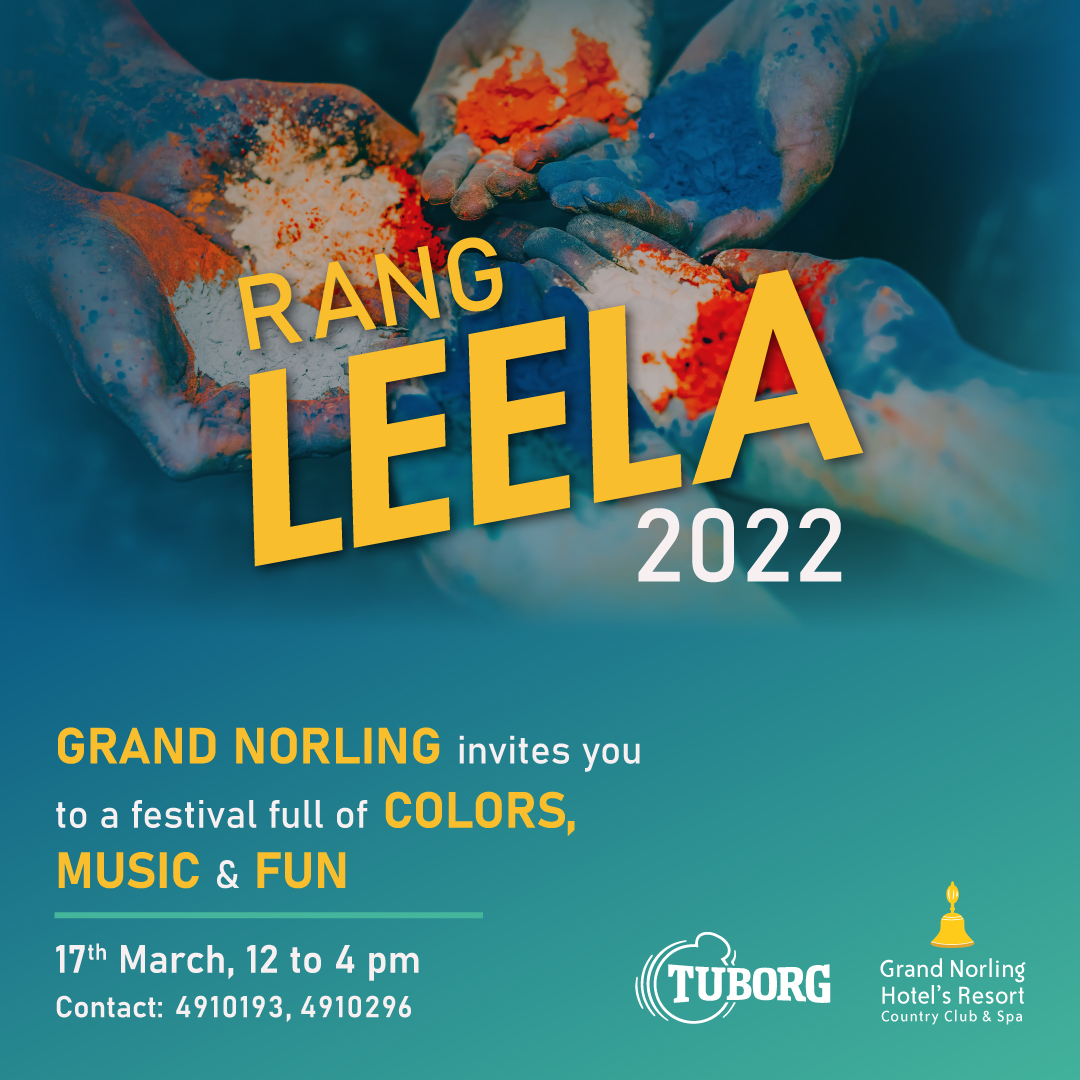 RANG
LEELA
2022
GRAND NORLING invites you
to a festival full of COLORS,
MUSIC & FUN
17th March, 12 to 4 pm
Contact: 4910193, 4910296
TUBORG
Grand Norling
Hotel's Resort
Country Club & Spa